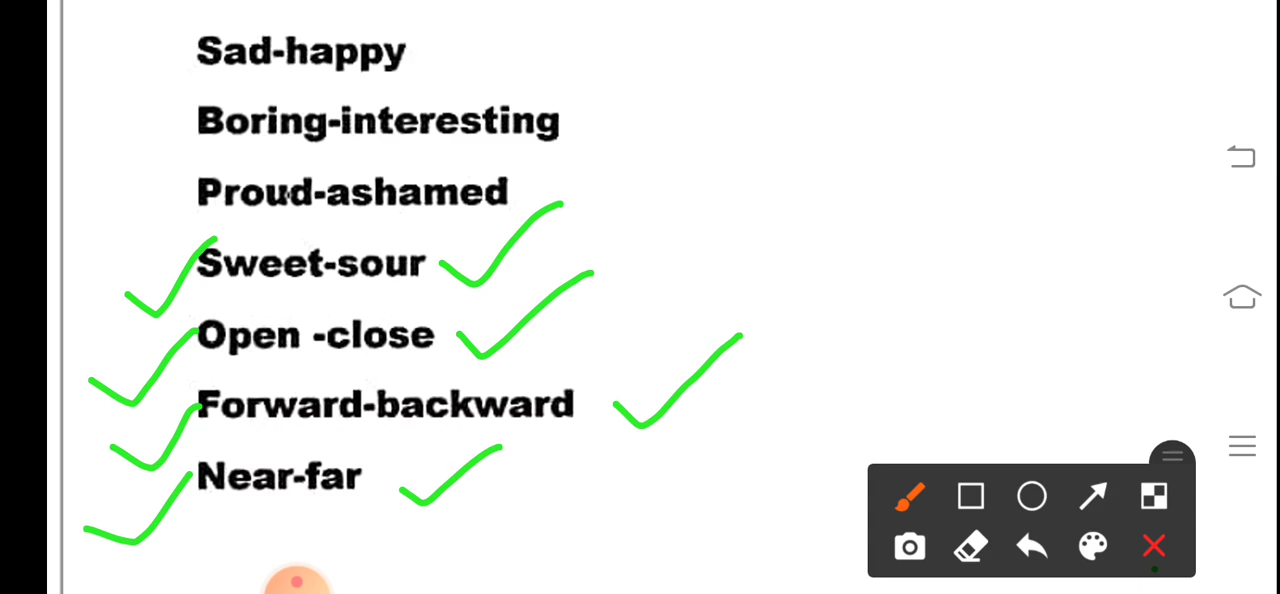 Sad-happy
Boring-interesting
Proud-ashamed
Sweet-sour
Open -close
Forward-backward
Near-far